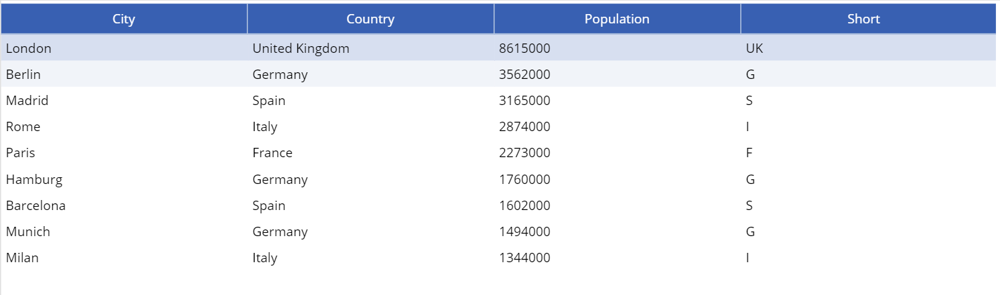 City Country Population Short
London United Kingdom 8615000 UK
Berlin Germany 3562000 G
Madrid Spain 3165000 S
Rome Italy 2874000 I
Paris France 2273000 F
Hamburg Germany 1760000 G
Barcelona Spain 1602000 S
Munich Germany 1494000 G
Milan Italy 1344000 I